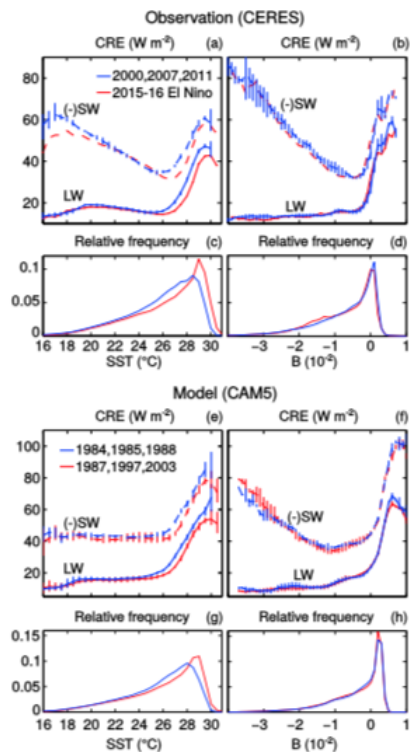 Observation (CERES)
CRE (W m-2) (a)
CRE (W m-2) (b)
80
60
40
20
2000,2007,2011
2015-16 El Nino
(-)SW
LW
(-)SW
LW
Relative frequency (c)
Relative frequency (d)
0.1
0.05
0
16 18 20 22 24 26 28 30
SST (°C)
-3 -2 -1 0 1
B (10-2)
Model (CAM5)
CRE (W m-2) (e)
CRE (W m-2) (f)
100
80
60
40
20
1984,1985,1988
1987,1997,2003
(-)SW
LW
(-)SW
LW
Relative frequency (g)
Relative frequency (h)
0.15
0.1
0.05
0
16 18 20 22 24 26 28 30
SST (°C)
-3 -2 -1 0 1
B (10-2)